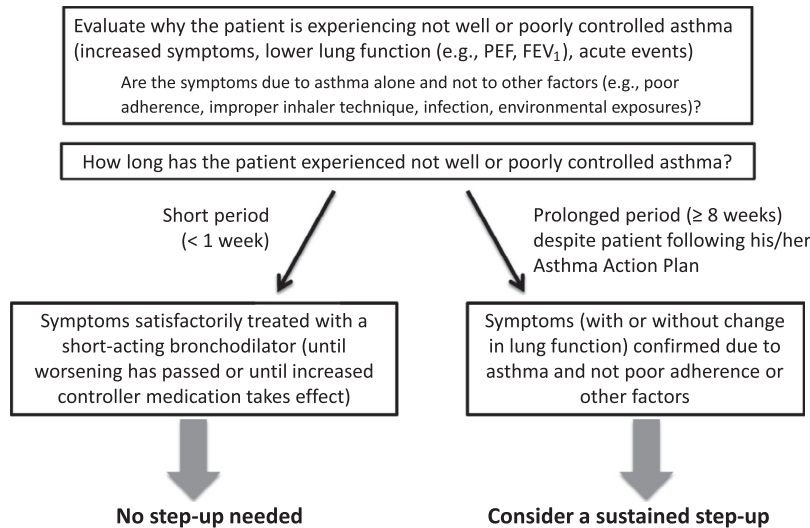 Evaluate why the patient is experiencing not well or poorly controlled asthma
(increased symptoms, lower lung function (e.g., PEF, FEV₁), acute events)
Are the symptoms due to asthma alone and not to other factors (e.g., poor
adherence, improper inhaler technique, infection, environmental exposures)?
How long has the patient experienced not well or poorly controlled asthma?
Short period
(< 1 week)
Prolonged period (≥ 8 weeks)
despite patient following his/her
Asthma Action Plan
Symptoms satisfactorily treated with a
short-acting bronchodilator (until
worsening has passed or until increased
controller medication takes effect)
Symptoms (with or without change
in lung function) confirmed due to
asthma and not poor adherence or
other factors
No step-up needed
Consider a sustained step-up